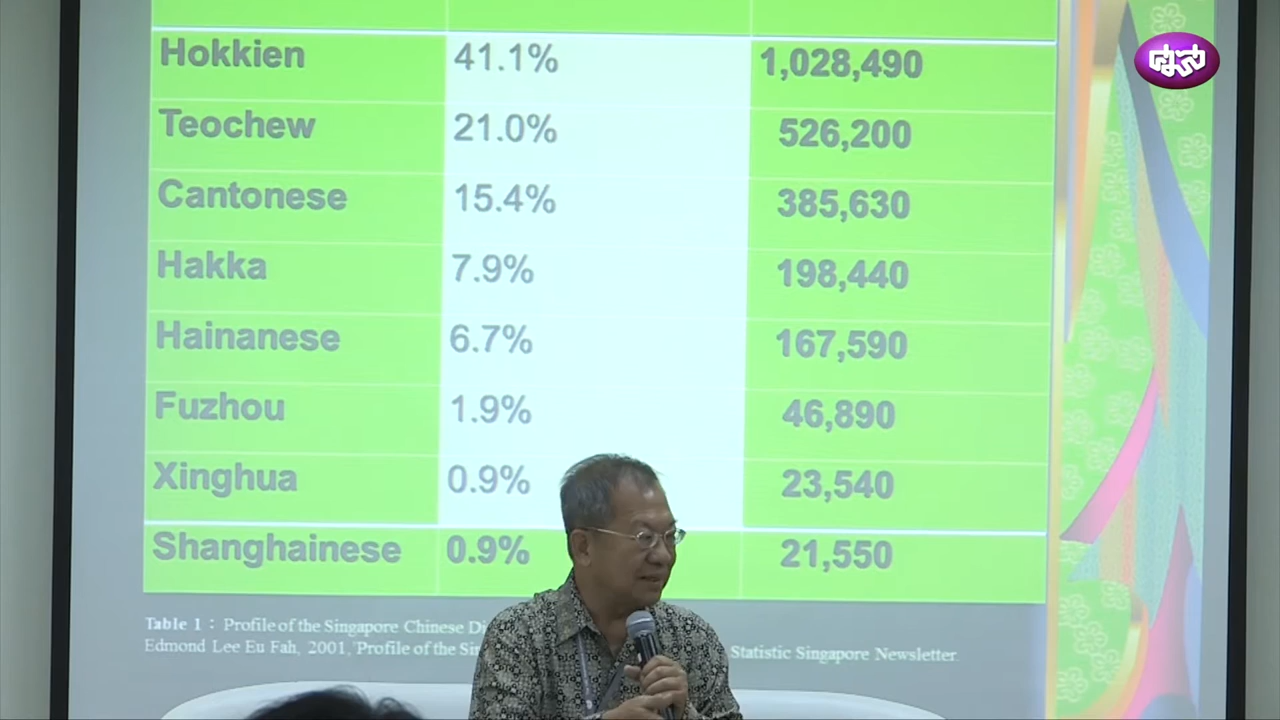 Hokkien 41.1% 1,028,490
Teochew 21.0% 526,200
Cantonese 15.4% 385,630
Hakka 7.9% 198,440
Hainanese 6.7% 167,590
Fuzhou 1.9% 46,890
Xinghua 0.9% 23,540
Shanghainese 0.9% 21,550
Table 1： Profile of the Singapore Chinese
Edmond Lee Eu Fah, 2001, 'Profile of the Statistic Singapore Newsletter